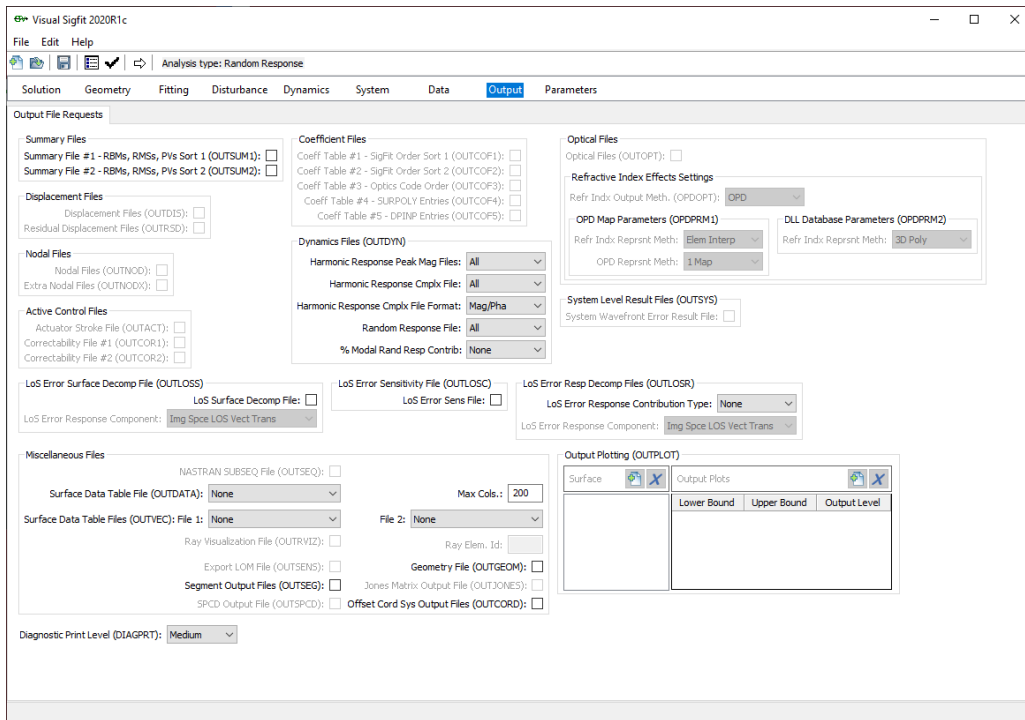 Visual Sigfit 2020R1c
File Edit Help
Analysis type: Random Response
Solution Geometry Fitting Disturbance Dynamics System Data Output Parameters
Output File Requests
Summary Files
Summary File #1 - RBMs, RMSs, PVs Sort 1 (OUTSUM1):
Summary File #2 - RBMs, RMSs, PVs Sort 2 (OUTSUM2):
Displacement Files
Displacement Files (OUTDIS):
Residual Displacement Files (OUTRSD):
Nodal Files
Nodal Files (OUTNOD):
Extra Nodal Files (OUTNODX):
Active Control Files
Actuator Stroke File (OUTACT):
Correctability File #1 (OUTCOR1):
Correctability File #2 (OUTCOR2):
Coefficient Files
Coeff Table #1 - SigFit Order Sort 1 (OUTCOF1):
Coeff Table #2 - SigFit Order Sort 2 (OUTCOF2):
Coeff Table #3 - Optics Code Order (OUTCOF3):
Coeff Table #4 - SURPOLY Entries (OUTCOF4):
Coeff Table #5 - DPINP Entries (OUTCOF5):
Dynamics Files (OUTDYN)
Harmonic Response Peak Mag Files: All
Harmonic Response Cmplx File: All
Harmonic Response Cmplx File Format: Mag/Pha
Random Response File: All
% Modal Rand Resp Contrib: None
Optical Files
Optical Files (OUTOPT):
Refractive Index Effects Settings
Refr Indx Output Meth. (OPDOPT): OPD
OPD Map Parameters (OPDPRM1)
Refr Indx Reprsnt Meth: Elem Interp
OPD Reprsnt Meth: 1 Map
DLL Database Parameters (OPDPRM2)
Refr Indx Reprsnt Meth: 3D Poly
System Level Result Files (OUTSYS)
System Wavefront Error Result File:
LoS Error Surface Decomp File (OUTLOSS)
LoS Surface Decomp File:
LoS Error Response Component: Img Spce LOS Vect Trans
LoS Error Sensitivity File (OUTLOSC)
LoS Error Sens File:
LoS Error Resp Decomp Files (OUTLOSR)
LoS Error Response Contribution Type: None
LoS Error Response Component: Img Spce LOS Vect Trans
Miscellaneous Files
NASTRAN SUBSEQ File (OUTSEQ):
Surface Data Table File (OUTDATA): None Max Cols.: 200
Surface Data Table Files (OUTVEC): File 1: None File 2: None
Ray Visualization File (OUTRVIZ): Ray Elem. Id:
Export LOM File (OUTSENS): Geometry File (OUTGEOM):
Segment Output Files (OUTSEG): Jones Matrix Output File (OUTJONES):
SPCD Output File (OUTSPCD): Offset Cord Sys Output Files (OUTCORD):
Output Plotting (OUTPLOT)
Surface Output Plots
Lower Bound Upper Bound Output Level
Diagnostic Print Level (DIAGPRT): Medium